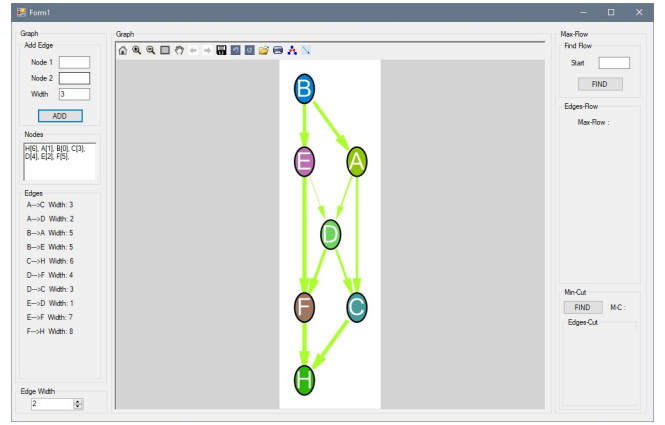 Form1
Graph
Add Edge
Node 1
Node 2
Width 3
ADD
Nodes
H[6], A[1], B[0], C[3],
D[4], E[2], F[5],
Edges
A-->C Width: 3
A-->D Width: 2
B-->A Width: 5
B-->E Width: 5
C-->H Width: 6
D-->F Width: 4
D-->C Width: 3
E-->D Width: 1
E-->F Width: 7
F-->H Width: 8
Edge Width
2
Graph
B
E A
D
F C
H
Max-Flow
Find Flow
Start
FIND
Edges-Flow
Max-Flow :
Min-Cut
FIND M-C :
Edges-Cut